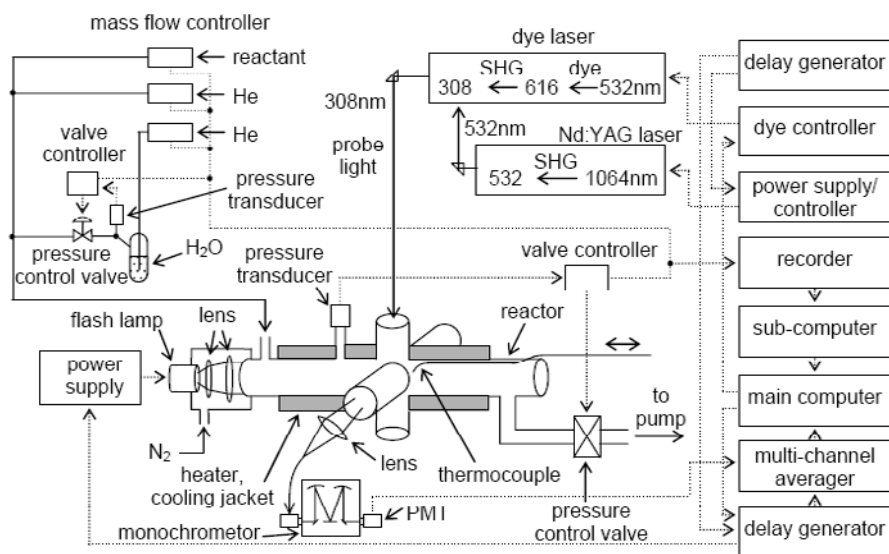 mass flow controller
reactant
He
He
valve
controller
pressure
transducer
H2O
pressure
control valve
dye laser
SHG dye
308 616 532nm
308nm
probe
light
532nm
Nd:YAG laser
SHG
532 1064nm
delay generator
dye controller
power supply/
controller
recorder
sub-computer
main computer
multi-channel
averager
delay generator
pressure
transducer
valve controller
reactor
flash lamp
lens
power
supply
N2
heater,
cooling jacket
monochrometor
lens
PMT
thermocouple
to
pump
pressure
control valve